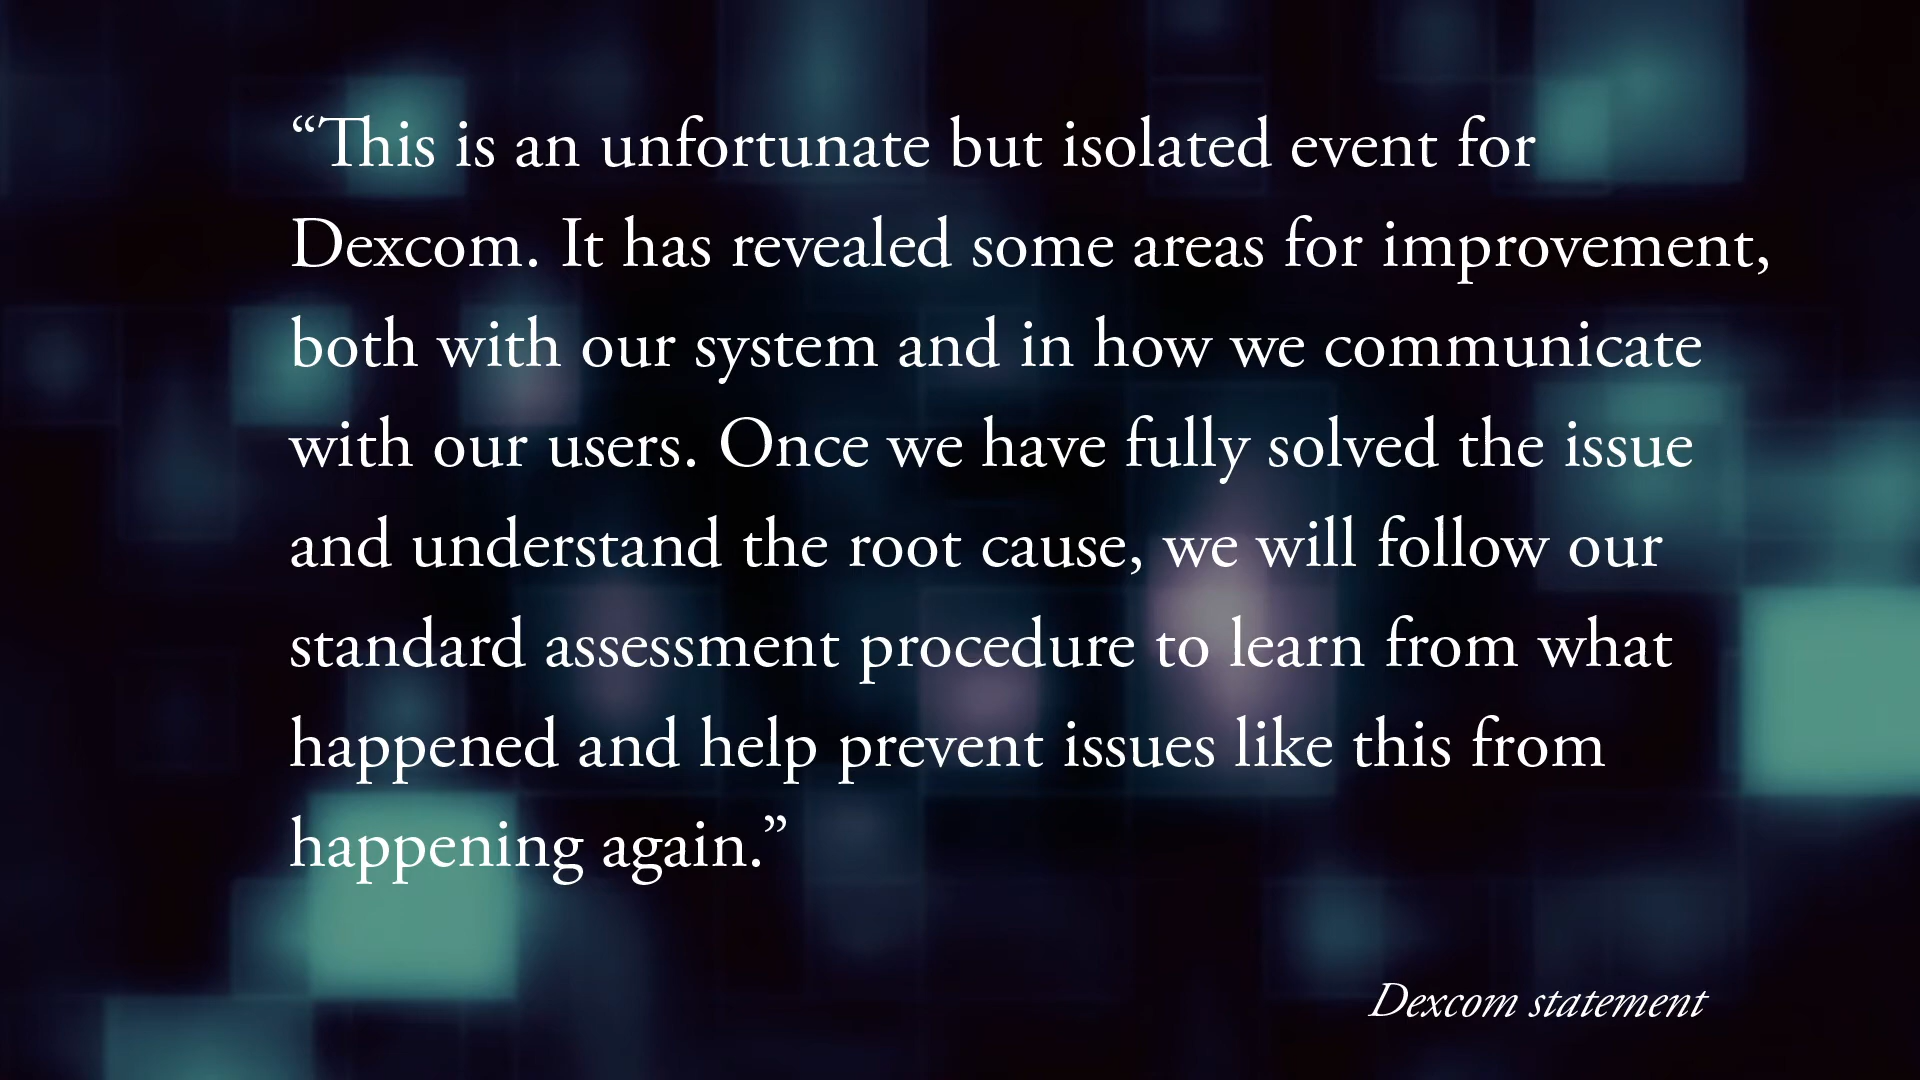 “This is an unfortunate but isolated event for
Dexcom. It has revealed some areas for improvement,
both with our system and in how we communicate
with our users. Once we have fully solved the issue
and understand the root cause, we will follow our
standard assessment procedure to learn from what
happened and help prevent issues like this from
happening again.”
Dexcom statement